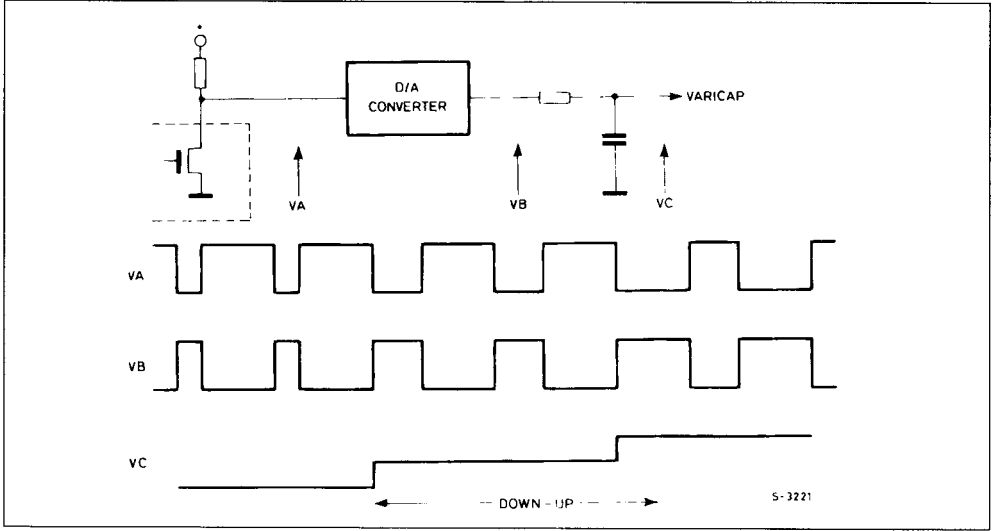 D/A
CONVERTER
VARICAP
VA
VB
VC
VA
VB
VC
DOWN-UP
S-3221